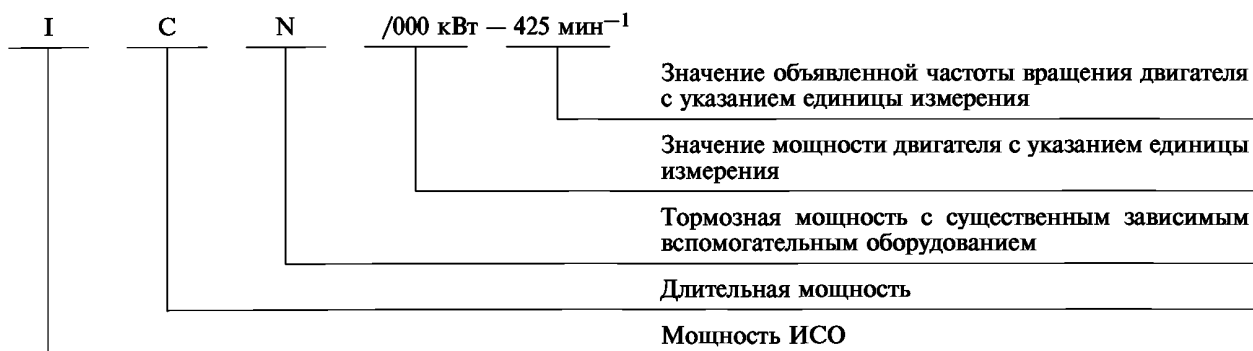 I C N /000 кВт — 425 мин⁻¹
Значение объявленной частоты вращения двигателя
с указанием единицы измерения
Значение мощности двигателя с указанием единицы
измерения
Тормозная мощность с существенным зависимым
вспомогательным оборудованием
Длительная мощность
Мощность ИСО